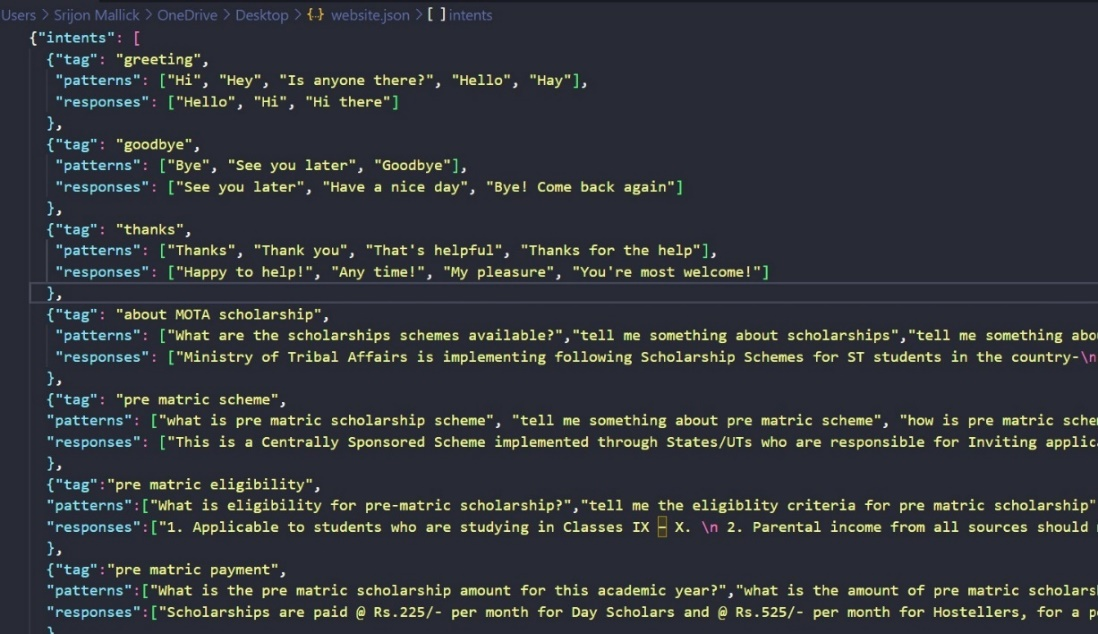 Users > Srijon Mallick > OneDrive > Desktop > {..} website.json > [ ] intents
{"intents": [
{"tag": "greeting",
"patterns": ["Hi", "Hey", "Is anyone there?", "Hello", "Hay"],
"responses": ["Hello", "Hi", "Hi there"]
},
{"tag": "goodbye",
"patterns": ["Bye", "See you later", "Goodbye"],
"responses": ["See you later", "Have a nice day", "Bye! Come back again"]
},
{"tag": "thanks",
"patterns": ["Thanks", "Thank you", "That's helpful", "Thanks for the help"],
"responses": ["Happy to help!", "Any time!", "My pleasure", "You're most welcome!"]
},
{"tag": "about MOTA scholarship",
"patterns": ["What are the scholarships schemes available?","tell me something about scholarships","tell me something abo
"responses": ["Ministry of Tribal Affairs is implementing following Scholarship Schemes for ST students in the country-\n
},
{"tag": "pre matric scheme",
"patterns": ["what is pre matric scholarship scheme", "tell me something about pre matric scheme", "how is pre matric sche
"responses": ["This is a Centrally Sponsored Scheme implemented through States/UTs who are responsible for Inviting applic
},
{"tag":"pre matric eligibility",
"patterns":["What is eligibility for pre-matric scholarship?","tell me the eligiblity criteria for pre matric scholarship"
"responses":["1. Applicable to students who are studying in Classes IX – X. \n 2. Parental income from all sources should
},
{"tag":"pre matric payment",
"patterns":["What is the pre matric scholarship amount for this academic year?","what is the amount of pre matric scholars
"responses":["Scholarships are paid @ Rs.225/- per month for Day Scholars and @ Rs.525/- per month for Hostellers, for a p
}